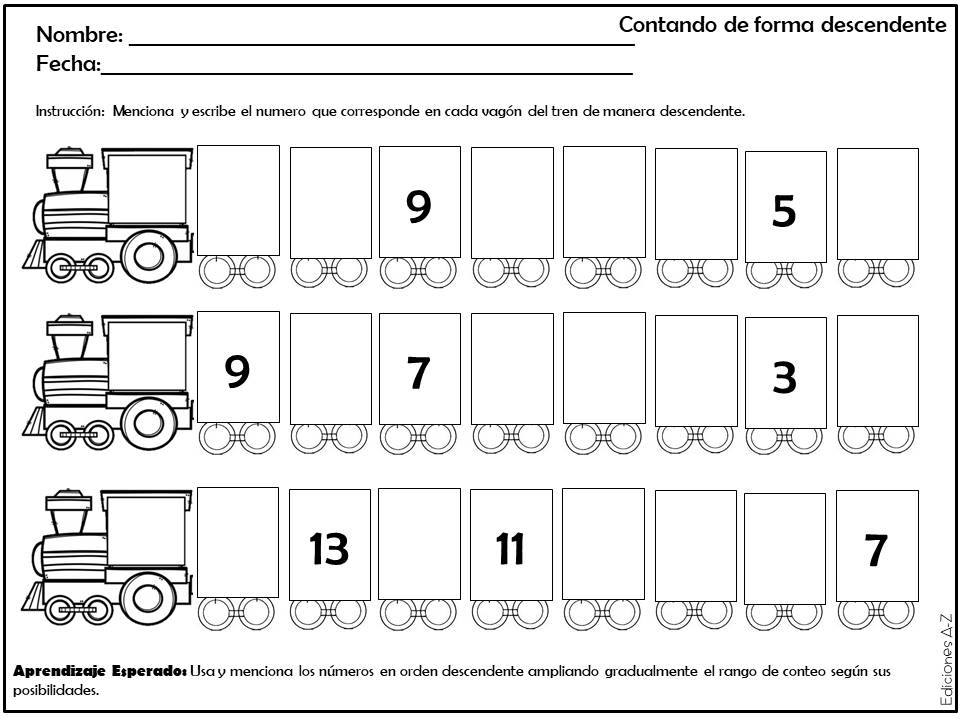 Contando de forma descendente
Nombre: ______________________________
Fecha:______________________________
Instrucción: Menciona y escribe el numero que corresponde en cada vagón del tren de manera descendente.
9 5
9 7 3
13 11 7
Aprendizaje Esperado: Usa y menciona los números en orden descendente ampliando gradualmente el rango de conteo según sus
posibilidades.
Ediciones A-Z